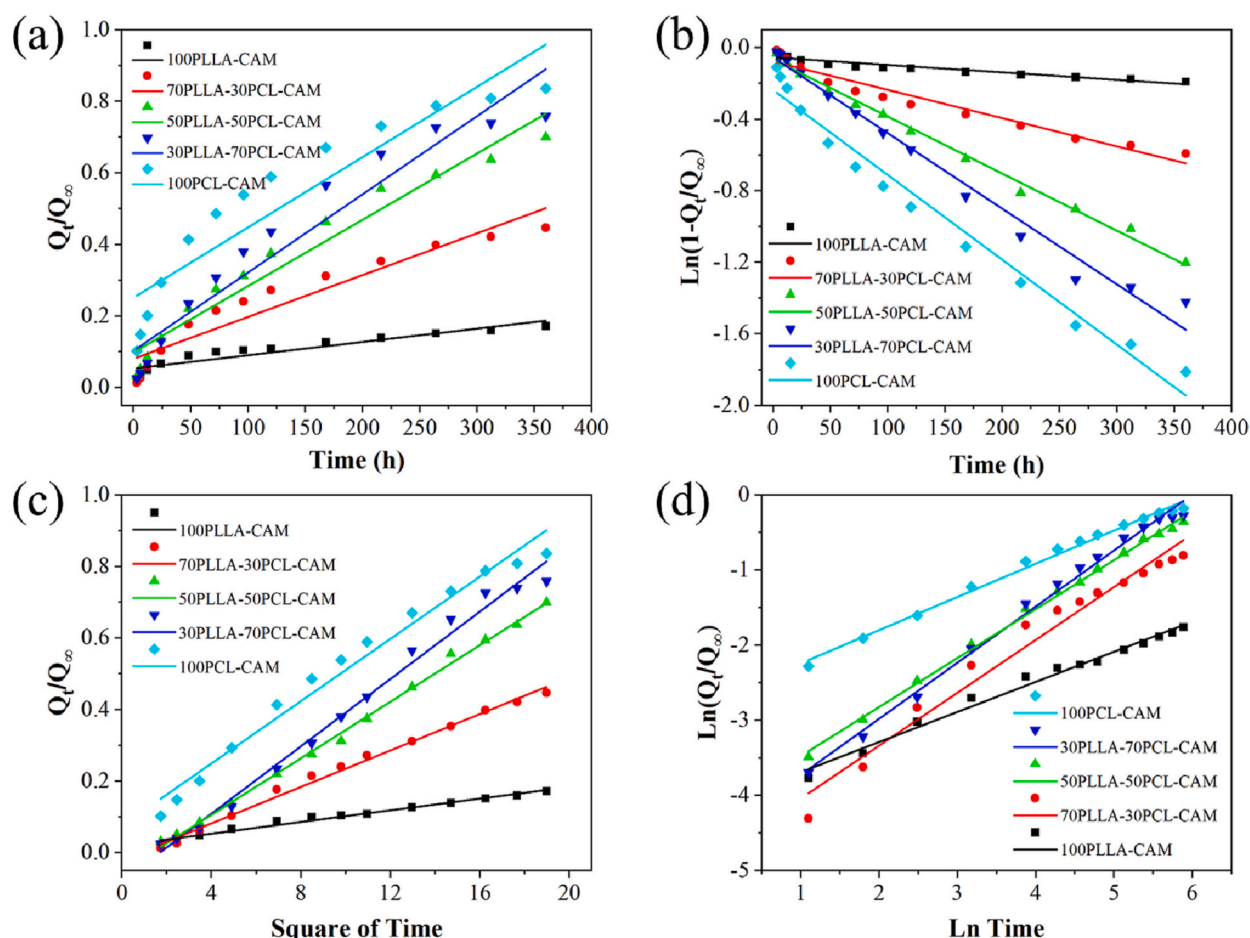 (a)
1.0
0.8
0.6
0.4
0.2
0.0
Qt/Q∞
100PLLA-CAM
70PLLA-30PCL-CAM
50PLLA-50PCL-CAM
30PLLA-70PCL-CAM
100PCL-CAM
0 50 100 150 200 250 300 350 400
Time (h)
(b)
0.0
-0.4
-0.8
-1.2
-1.6
-2.0
Ln(1-Qt/Q∞)
100PLLA-CAM
70PLLA-30PCL-CAM
50PLLA-50PCL-CAM
30PLLA-70PCL-CAM
100PCL-CAM
0 50 100 150 200 250 300 350 400
Time (h)
(c)
1.0
0.8
0.6
0.4
0.2
0.0
Qt/Q∞
100PLLA-CAM
70PLLA-30PCL-CAM
50PLLA-50PCL-CAM
30PLLA-70PCL-CAM
100PCL-CAM
0 4 8 12 16 20
Square of Time
(d)
0
-1
-2
-3
-4
-5
Ln(Qt/Q∞)
100PCL-CAM
30PLLA-70PCL-CAM
50PLLA-50PCL-CAM
70PLLA-30PCL-CAM
100PLLA-CAM
1 2 3 4 5 6
Ln Time